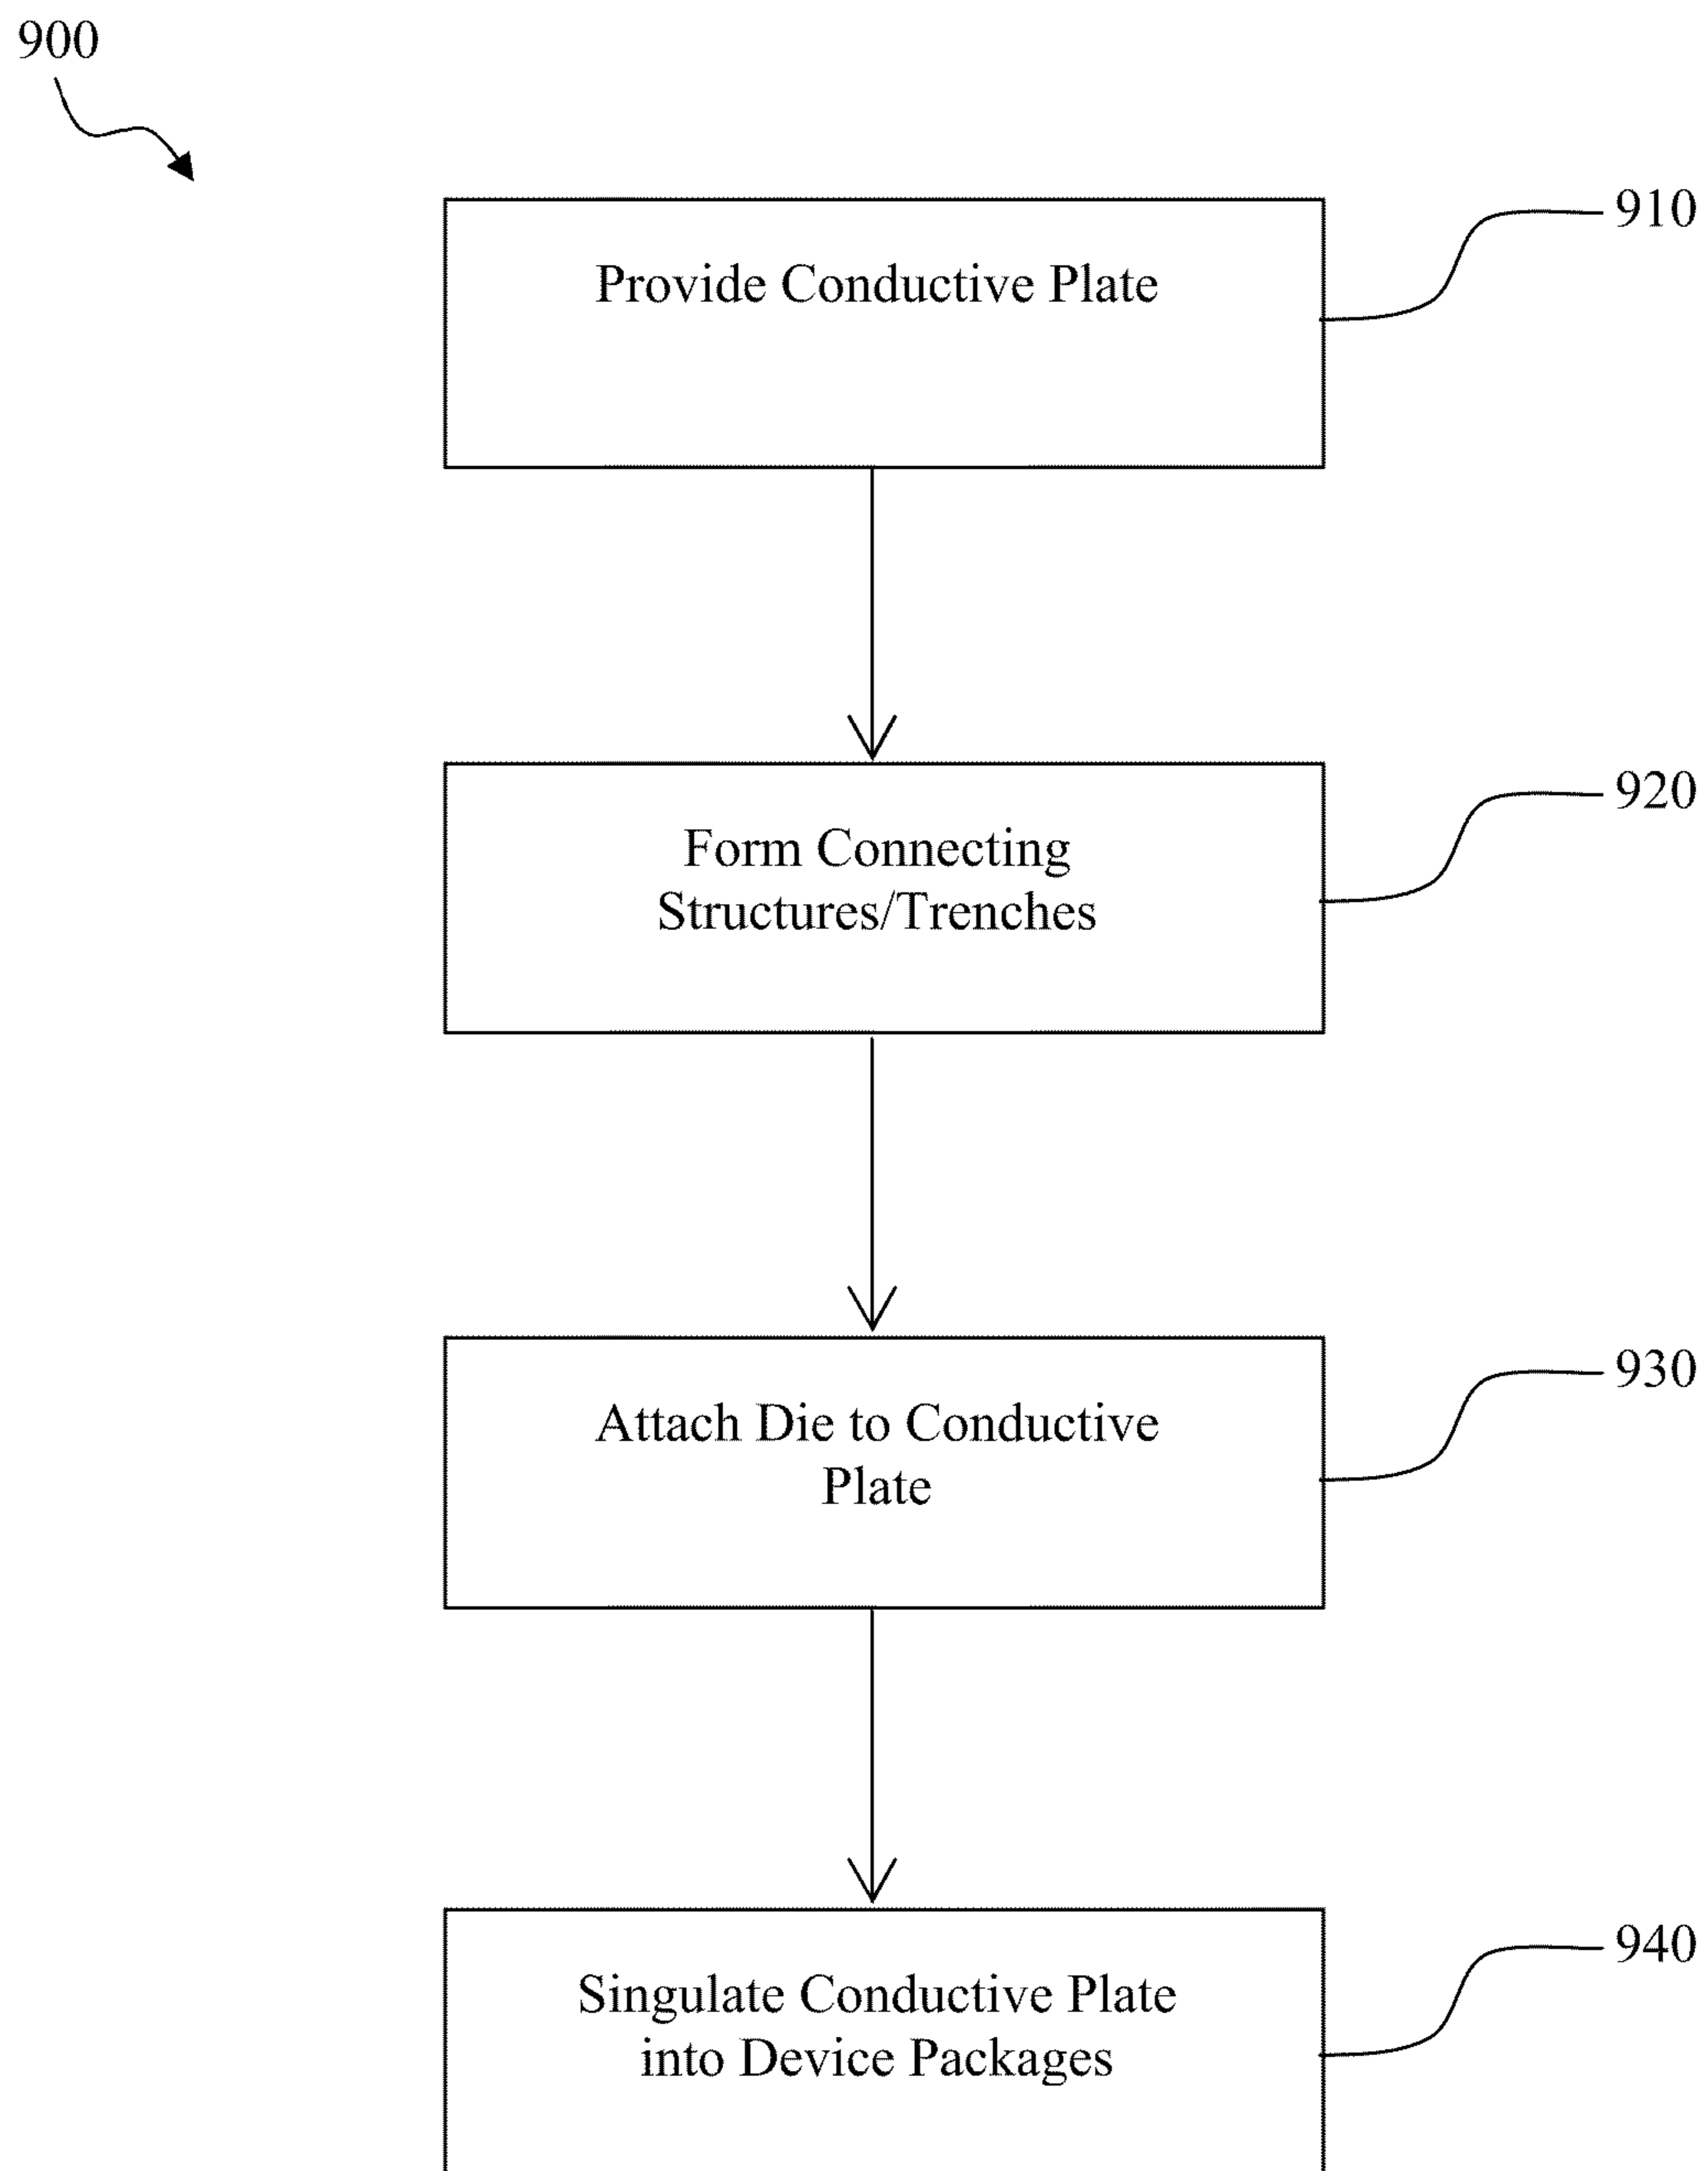 900
910
Provide Conductive Plate
920
Form Connecting
Structures/Trenches
930
Attach Die to Conductive
Plate
940
Singulate Conductive Plate
into Device Packages